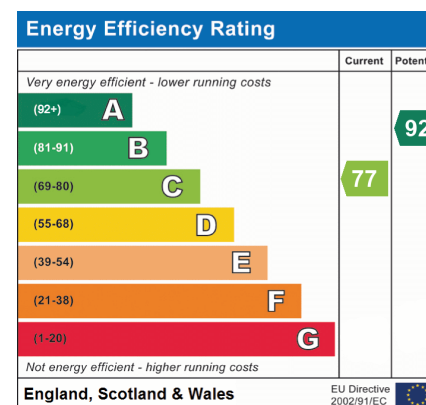 Energy Efficiency Rating
Current Potent
Very energy efficient - lower running costs
(92+) A
92
(81-91) B
(69-80) C 77
(55-68) D
(39-54) E
(21-38) F
(1-20) G
Not energy efficient - higher running costs
England, Scotland & Wales
EU Directive
2002/91/EC